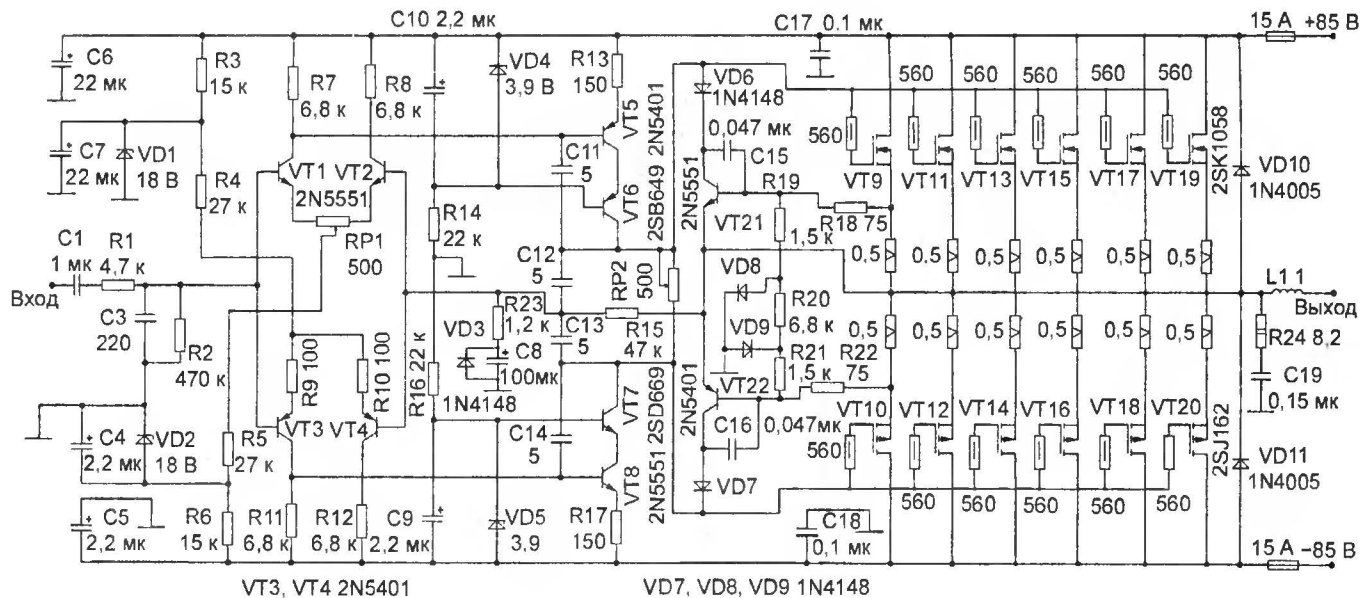 C10 2,2 мк
C17 0.1 мк
15 А +85 В
C6
22 мк
R3
15 к
R7
6,8 к
R8
6,8 к
VD4
3,9 В
R13
150
VD6
1N4148
560
560
560
560
560
560
C7
22 мк
VD1
18 В
R4
27 к
VT1
VT2
2N5551
RP1
500
C11
5
VT5
VT6
2SB649 2N5401
0,047 мк
C15
2N5551
VT21
R19
1,5 к
R18 75
VT9
VT11
VT13
VT15
VT17
VT19
2SK1058
VD10
1N4005
R14
22 к
C1
1 мк
R1
4,7 к
Вход
C3
220
R2
470 к
C12
5
RP2
500
VD8
R20
6,8 к
VD9
0,5
0,5
0,5
0,5
0,5
0,5
L1 1
Выход
R23
1,2 к
VD3
C8
100мк
1N4148
C13
5
R15
47 к
R21
1,5 к
R22
75
0,5
0,5
0,5
0,5
0,5
0,5
R24 8,2
C19
0,15 мк
R9 100
R10 100
R16 22 к
VT3
VT4
VT7
VT8
2N5551 2SD669
2N5401
VT22
C16
0,047мк
VT10
VT12
VT14
VT16
VT18
VT20
2SJ162
560
560
560
560
560
560
C4
2,2 мк
VD2
18 В
R5
27 к
C14
5
C5
2,2 мк
R6
15 к
R11
6,8 к
R12
6,8 к
C9
2,2 мк
VD5
3,9
R17
150
VD7
C18
0,1 мк
VD11
1N4005
15 А −85 В
VT3, VT4 2N5401
VD7, VD8, VD9 1N4148